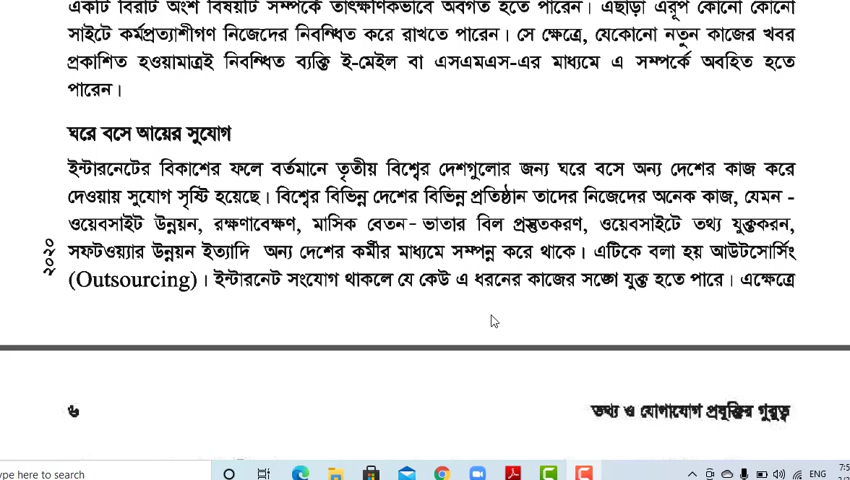 একটি বিরাট অংশ বিষয়টি সম্পর্কে তাৎক্ষণিকভাবে অবগত হতে পারেন। এছাড়া এরূপ কোনো কোনো
সাইটে কর্মপ্রত্যাশীগণ নিজেদের নিবন্ধিত করে রাখতে পারেন। সে ক্ষেত্রে, যেকোনো নতুন কাজের খবর
প্রকাশিত হওয়ামাত্রই নিবন্ধিত ব্যক্তি ই-মেইল বা এসএমএস-এর মাধ্যমে এ সম্পর্কে অবহিত হতে
পারেন।
ঘরে বসে আয়ের সুযোগ
ইন্টারনেটের বিকাশের ফলে বর্তমানে তৃতীয় বিশ্বের দেশগুলোর জন্য ঘরে বসে অন্য দেশের কাজ করে
দেওয়ায় সুযোগ সৃষ্টি হয়েছে। বিশ্বের বিভিন্ন দেশের বিভিন্ন প্রতিষ্ঠান তাদের নিজেদের অনেক কাজ, যেমন -
ওয়েবসাইট উন্নয়ন, রক্ষণাবেক্ষণ, মাসিক বেতন- ভাতার বিল প্রস্তুতকরণ, ওয়েবসাইটে তথ্য যুক্তকরন,
সফটওয়্যার উন্নয়ন ইত্যাদি অন্য দেশের কর্মীর মাধ্যমে সম্পন্ন করে থাকে। এটিকে বলা হয় আউটসোর্সিং
(Outsourcing)। ইন্টারনেট সংযোগ থাকলে যে কেউ এ ধরনের কাজের সঙ্গে যুক্ত হতে পারে। এক্ষেত্রে
২০২০
৬
তথ্য ও যোগাযোগ প্রযুক্তির গুরুত্ব
ype here to search
ENG
7:5